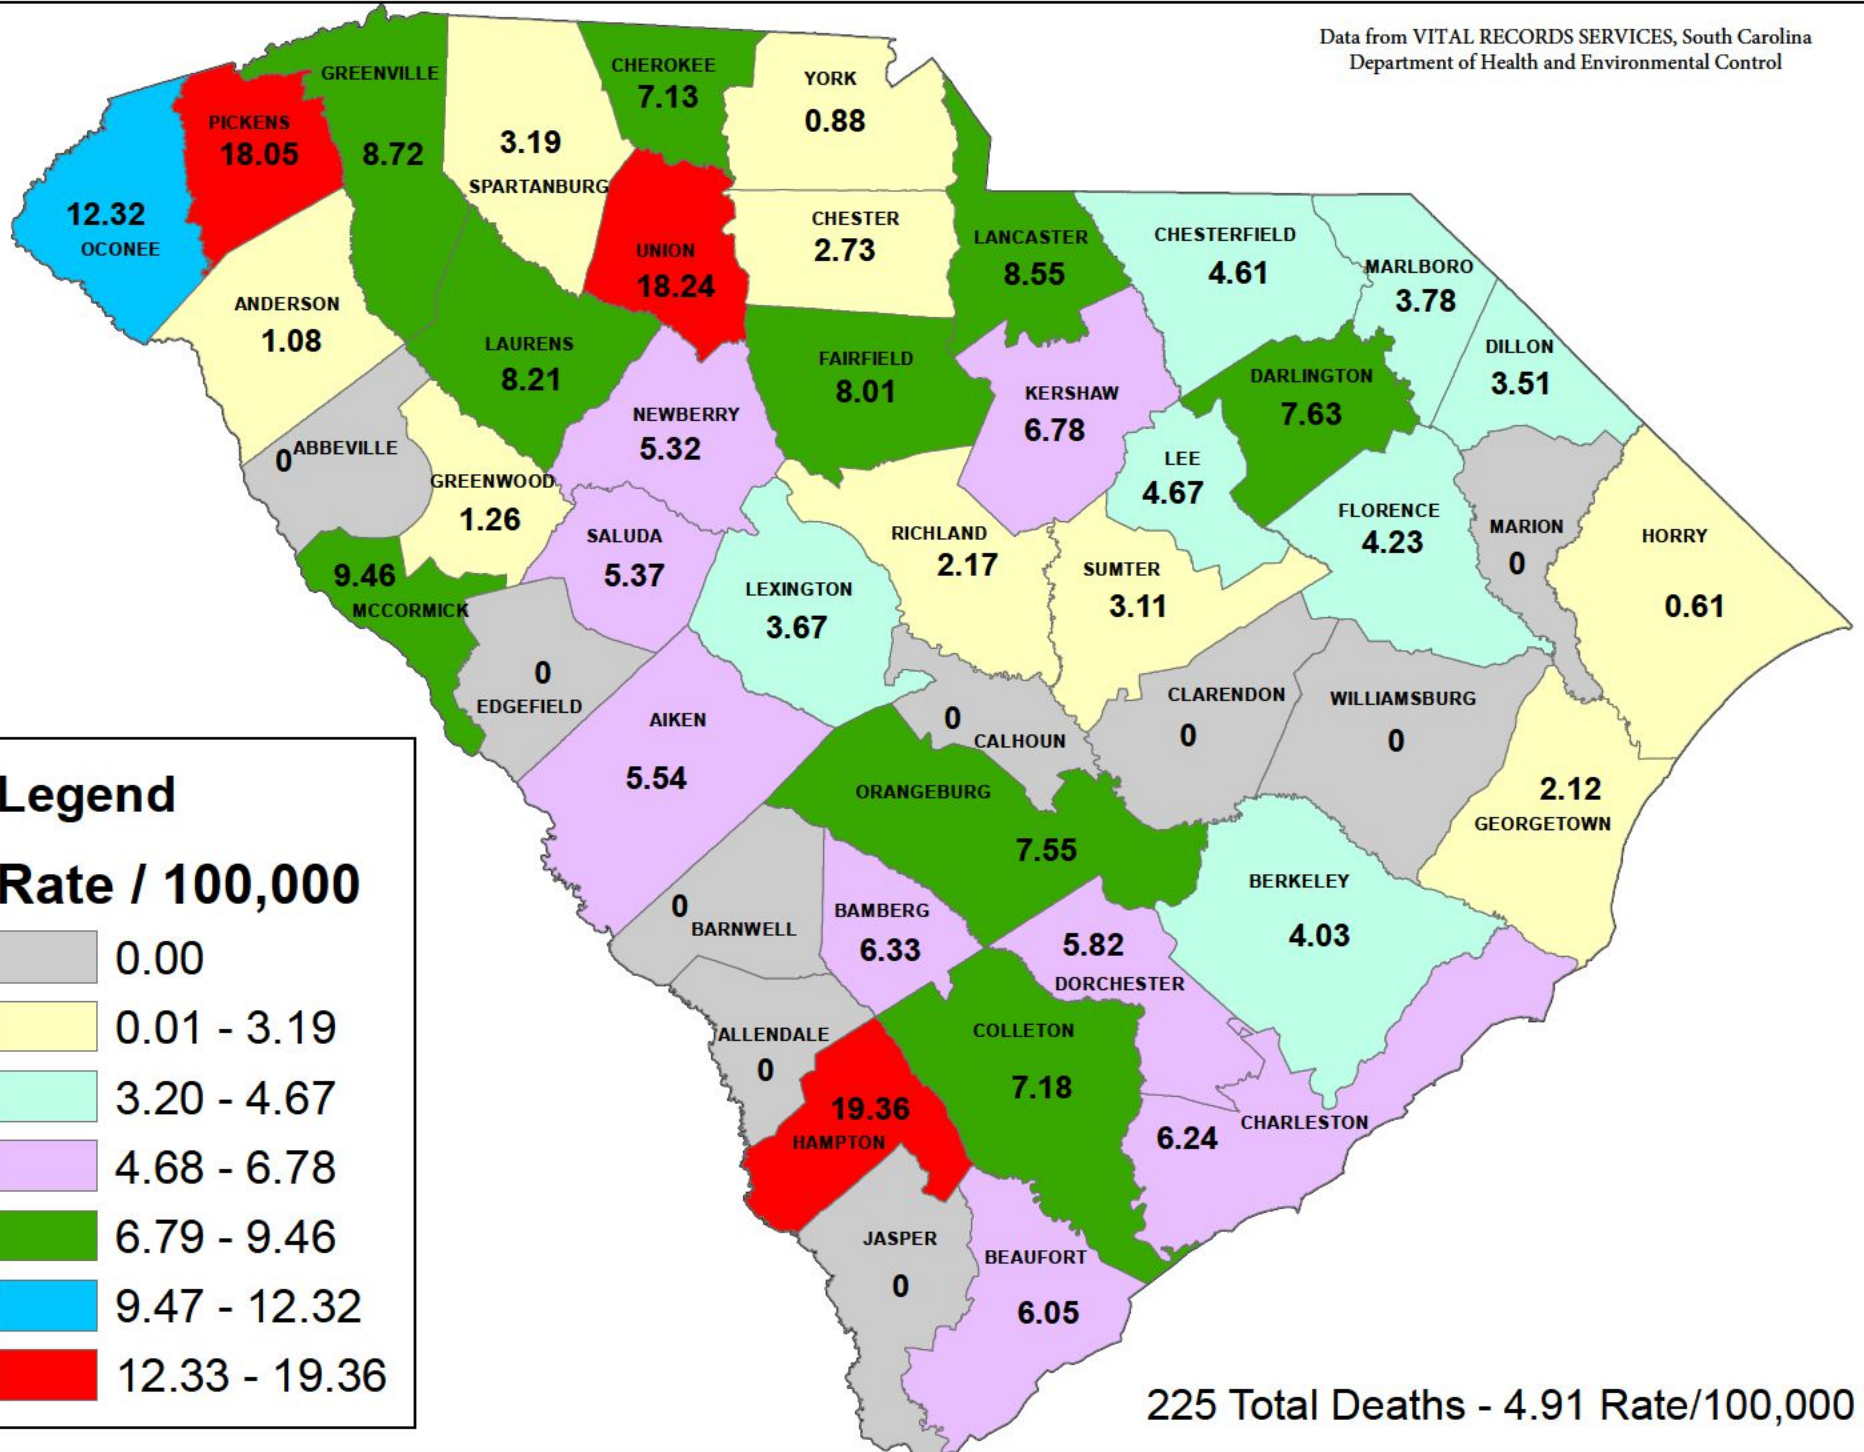 Data from VITAL RECORDS SERVICES, South Carolina
Department of Health and Environmental Control
GREENVILLE
8.72
CHEROKEE
7.13
YORK
0.88
PICKENS
18.05
3.19
SPARTANBURG
12.32
OCONEE
UNION
18.24
CHESTER
2.73
LANCASTER
8.55
CHESTERFIELD
4.61
MARLBORO
3.78
ANDERSON
1.08
LAURENS
8.21
FAIRFIELD
8.01
DILLON
3.51
KERSHAW
6.78
DARLINGTON
7.63
NEWBERRY
5.32
0 ABBEVILLE
LEE
4.67
GREENWOOD
1.26
FLORENCE
4.23
MARION
0
HORRY
0.61
SALUDA
5.37
RICHLAND
2.17
9.46
MCCORMICK
LEXINGTON
3.67
SUMTER
3.11
0
EDGEFIELD
AIKEN
5.54
0
CALHOUN
CLARENDON
0
WILLIAMSBURG
0
ORANGEBURG
7.55
2.12
GEORGETOWN
0
BARNWELL
BAMBERG
6.33
5.82
DORCHESTER
BERKELEY
4.03
ALLENDALE
0
COLLETON
7.18
19.36
HAMPTON
6.24
CHARLESTON
JASPER
0
BEAUFORT
6.05
Legend
Rate / 100,000
0.00
0.01 - 3.19
3.20 - 4.67
4.68 - 6.78
6.79 - 9.46
9.47 - 12.32
12.33 - 19.36
225 Total Deaths - 4.91 Rate/100,000